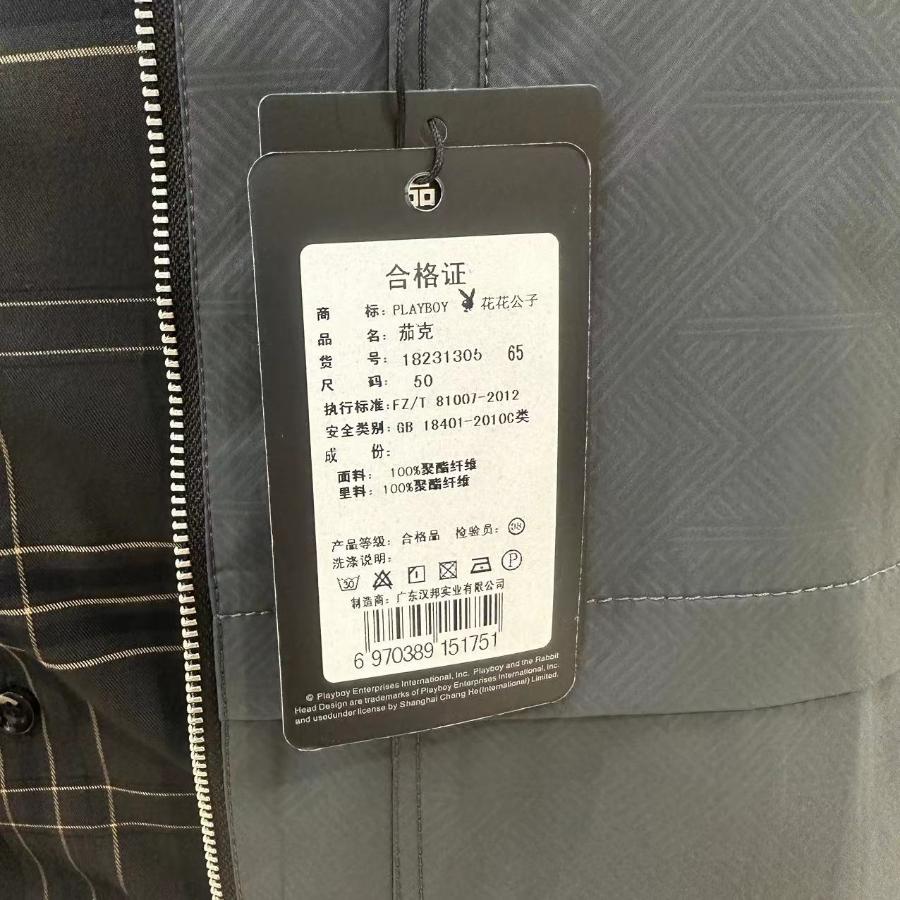 品
合格证
商 标: PLAYBOY 花花公子
品 名: 茄克
货 号: 18231305 65
尺 码: 50
执行标准:FZ/T 81007-2012
安全类别: GB 18401-2010C类
成 份:
面料: 100%聚酯纤维
里料: 100%聚酯纤维
产品等级: 合格品 检验员: 08
洗涤说明:
30 P
制造商: 广东汉邦实业有限公司
6 970389 151751
© Playboy Enterprises International, Inc. Playboy and the Rabbit
Head Design are trademarks of Playboy Enterprises International, Inc.
and usedunder license by Shanghai Chang He(International) Limited.